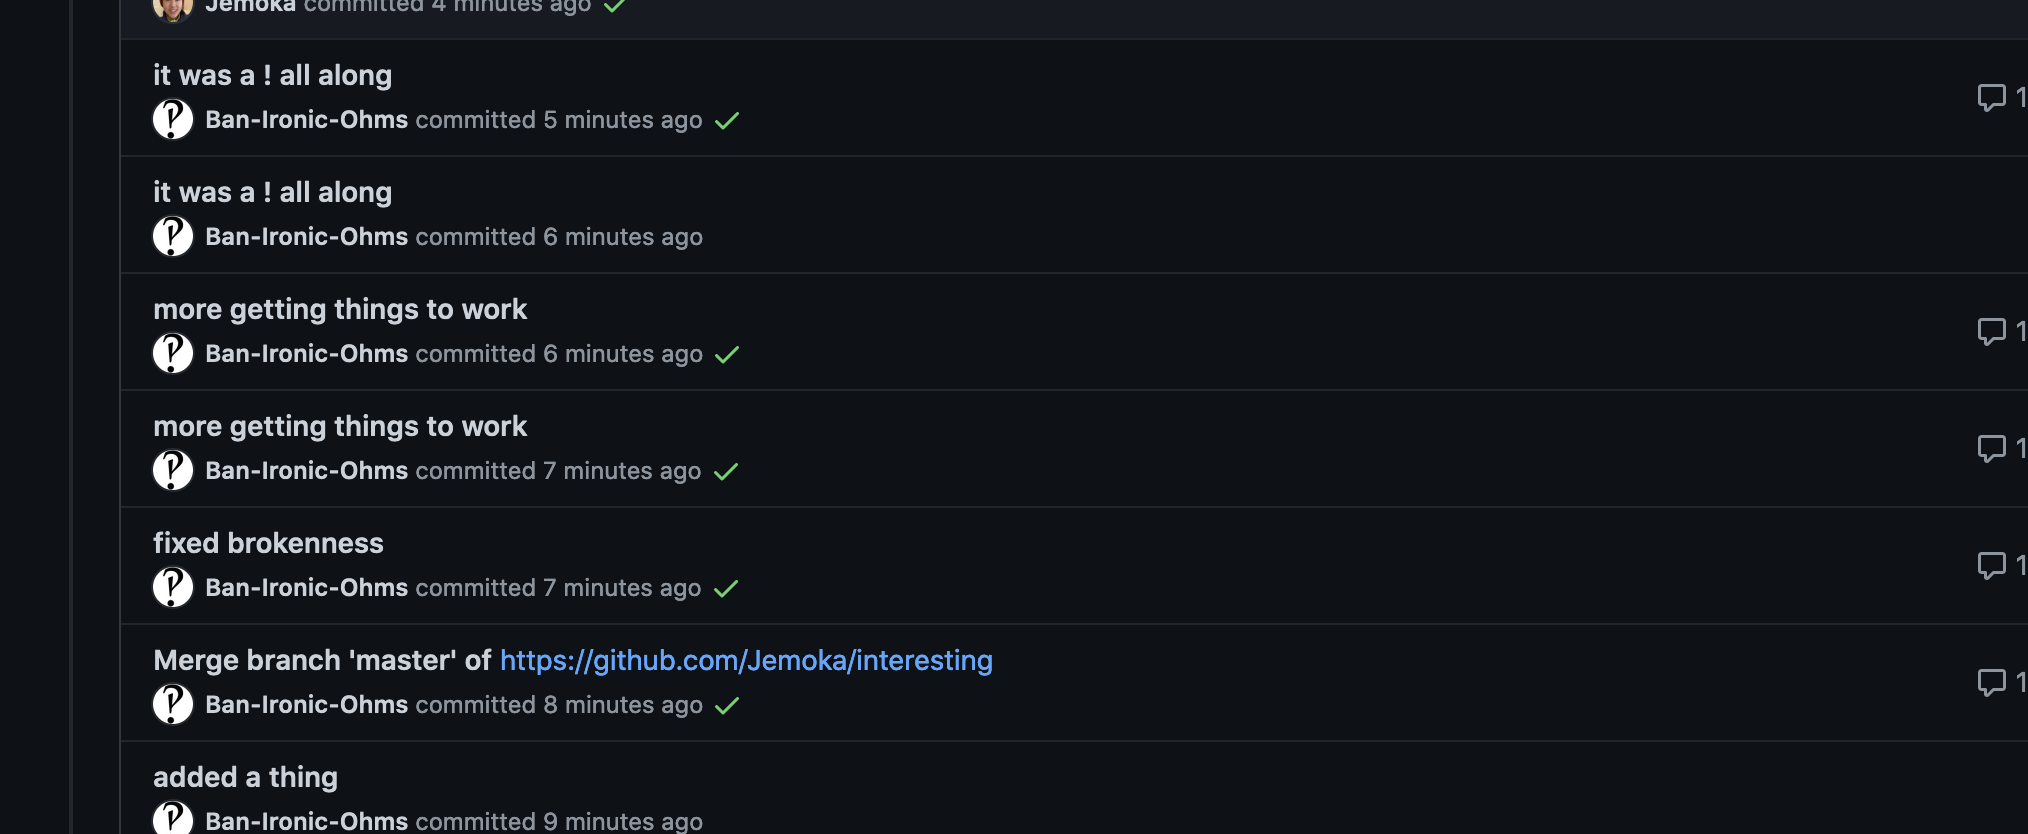 Jemoka committed 4 minutes ago
it was a ! all along
Ban-Ironic-Ohms committed 5 minutes ago
1
it was a ! all along
Ban-Ironic-Ohms committed 6 minutes ago
more getting things to work
Ban-Ironic-Ohms committed 6 minutes ago
1
more getting things to work
Ban-Ironic-Ohms committed 7 minutes ago
1
fixed brokenness
Ban-Ironic-Ohms committed 7 minutes ago
1
Merge branch 'master' of https://github.com/Jemoka/interesting
Ban-Ironic-Ohms committed 8 minutes ago
1
added a thing
Ban-Ironic-Ohms committed 9 minutes ago